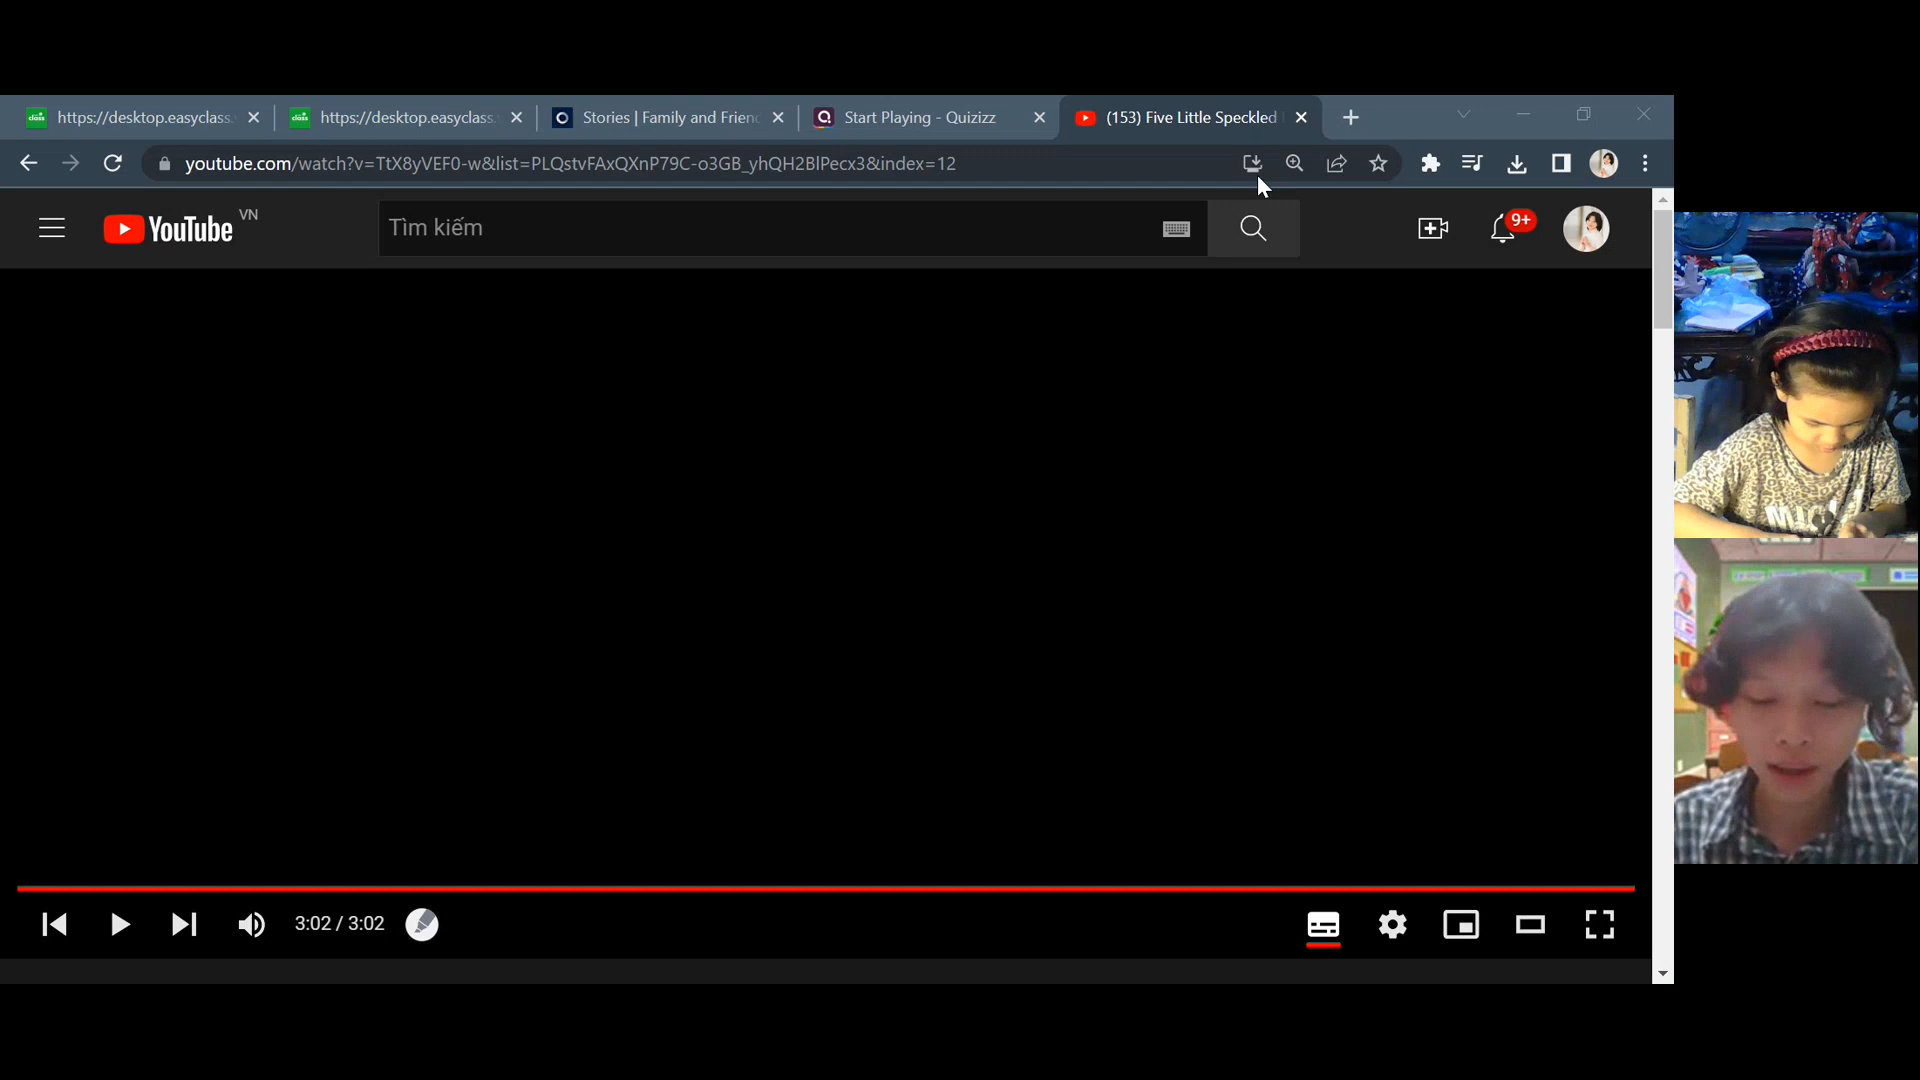 https://desktop.easyclass.
https://desktop.easyclass.
Stories | Family and Frien
Start Playing - Quizizz
(153) Five Little Speckled
youtube.com/watch?v=TtX8yVEF0-w&list=PLQstvFAxQXnP79C-o3GB_yhQH2BlPecx3&index=12
YouTube VN
Tìm kiếm
9+
3:02 / 3:02